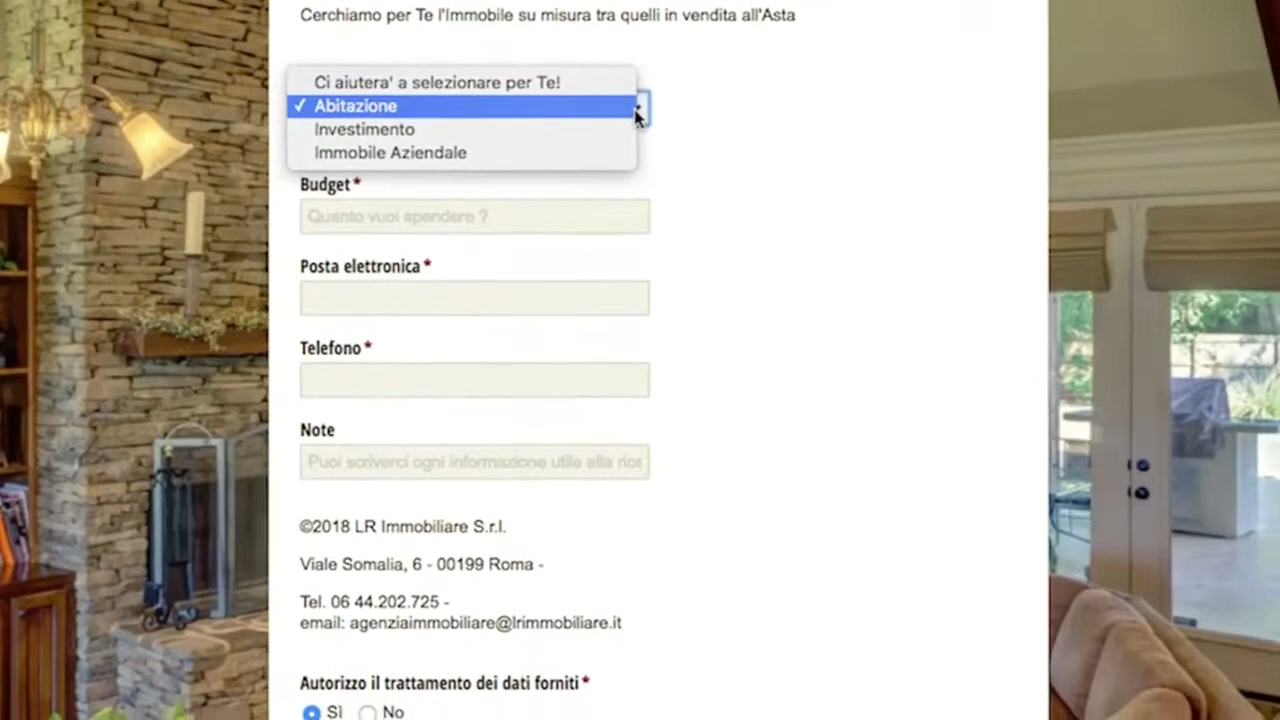 Cerchiamo per Te l'Immobile su misura tra quelli in vendita all'Asta
Ci aiutera' a selezionare per Te!
✓ Abitazione
Investimento
Immobile Aziendale
Budget*
Quanto vuoi spendere ?
Posta elettronica*
Telefono*
Note
Puoi scriverci ogni informazione utile alla
©2018 LR Immobiliare S.r.l.
Viale Somalia, 6 - 00199 Roma -
Tel. 06 44.202.725 -
email: agenziaimmobiliare@lrimmobiliare.it
Autorizzo il trattamento dei dati forniti*
Sì No